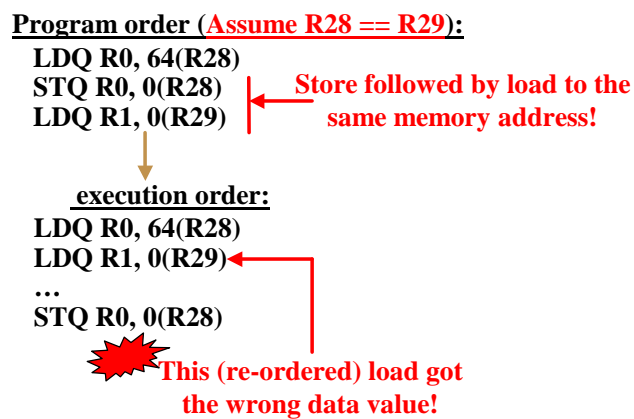 Program order (Assume R28 == R29):
LDQ R0, 64(R28)
STQ R0, 0(R28)
LDQ R1, 0(R29)
Store followed by load to the
same memory address!
execution order:
LDQ R0, 64(R28)
LDQ R1, 0(R29)
…
STQ R0, 0(R28)
This (re-ordered) load got
the wrong data value!